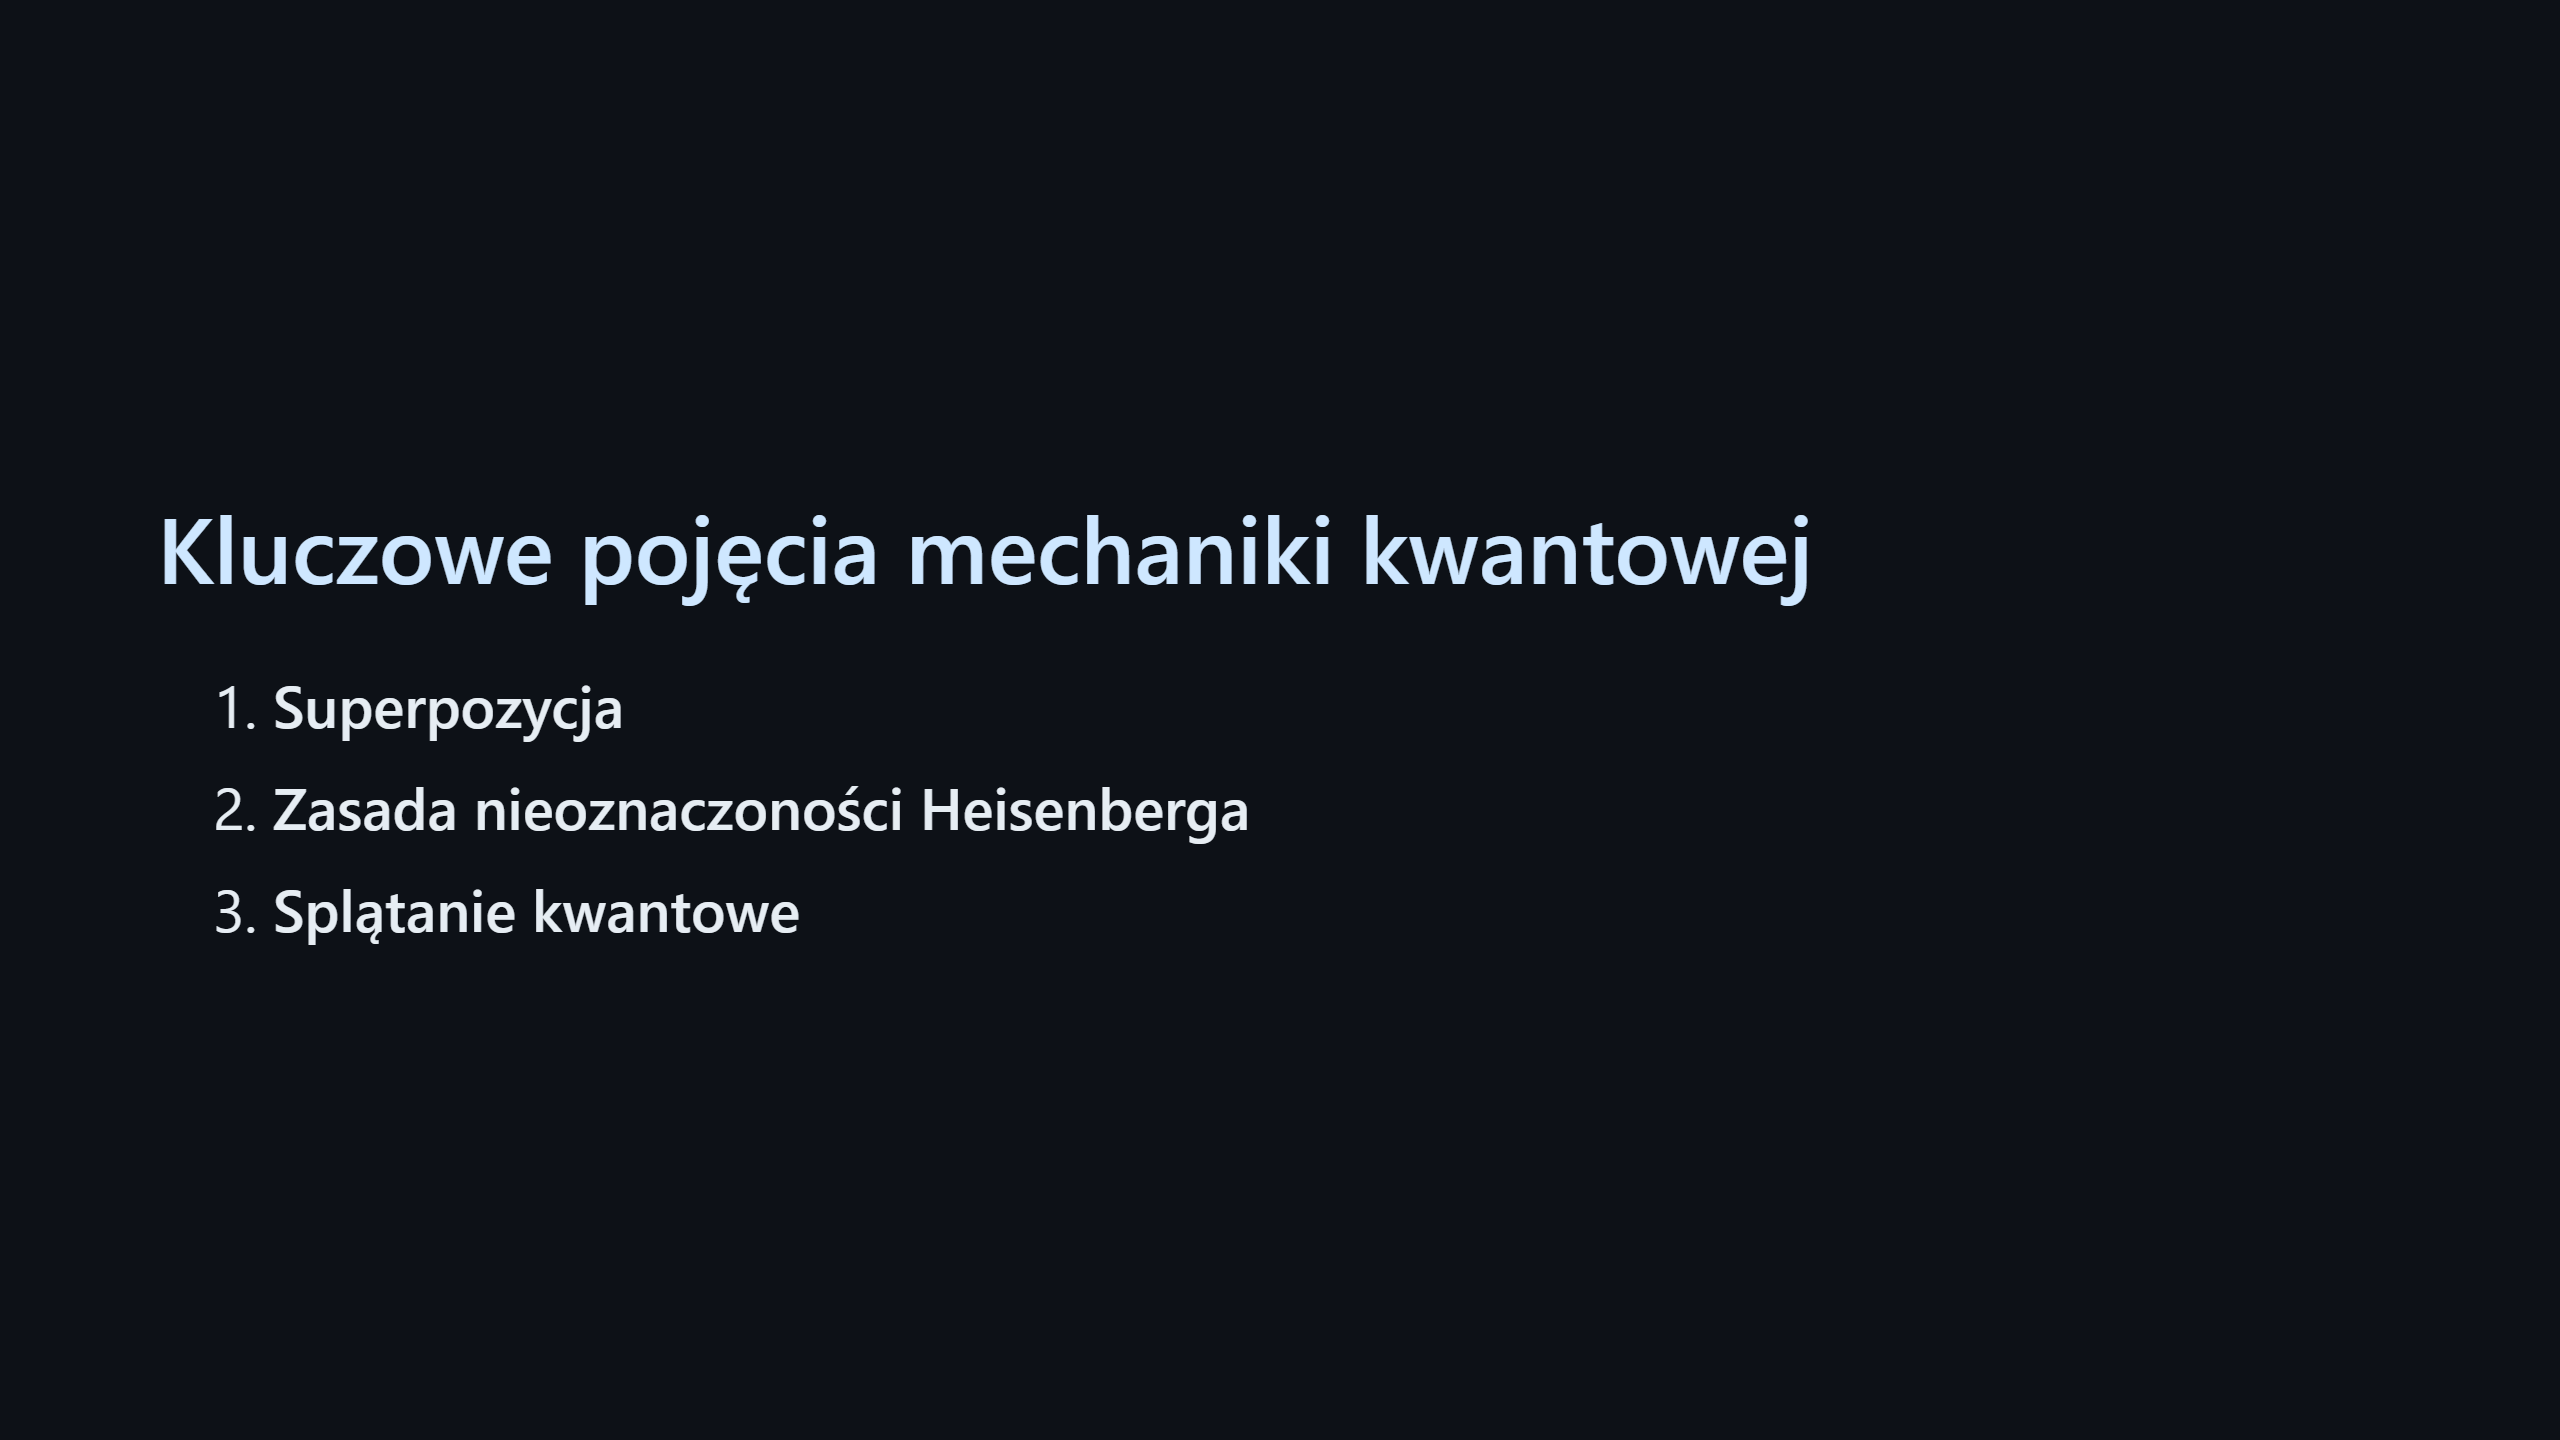 Kluczowe pojęcia mechaniki kwantowej
1. Superpozycja
2. Zasada nieoznaczoności Heisenberga
3. Splątanie kwantowe